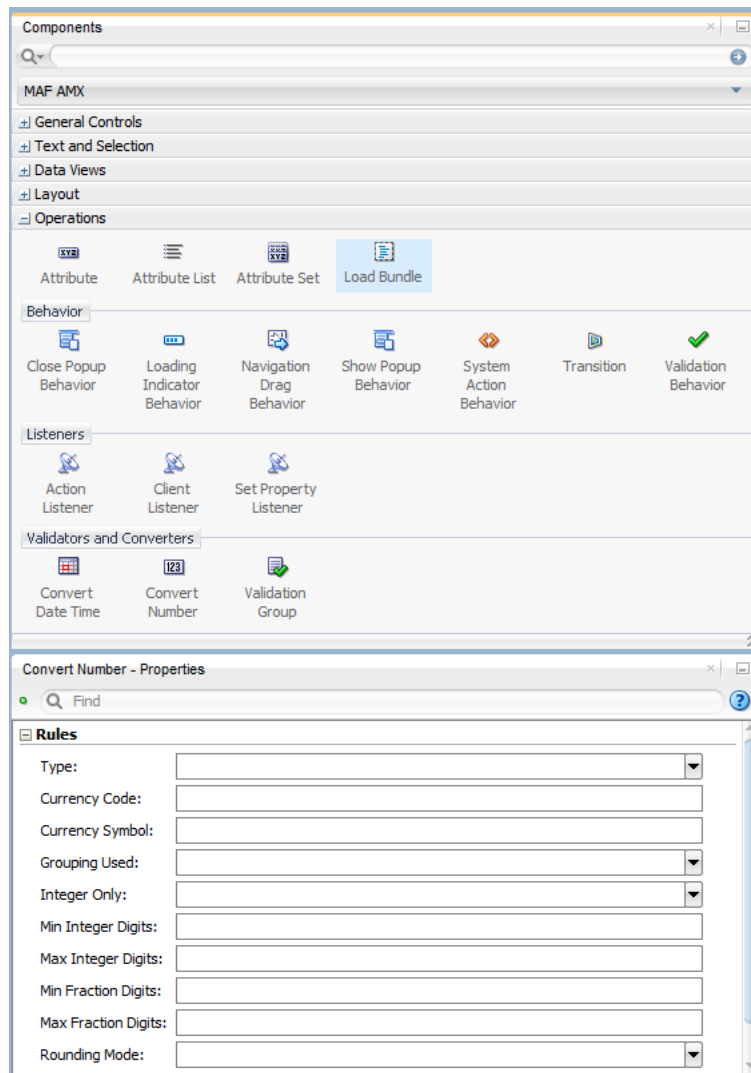 Components
MAF AMX
General Controls
Text and Selection
Data Views
Layout
Operations
XYZ
XYZ
Attribute Attribute List Attribute Set Load Bundle
Behavior
Close Popup Behavior
Loading Indicator Behavior
Navigation Drag Behavior
Show Popup Behavior
System Action Behavior
Transition
Validation Behavior
Listeners
Action Listener
Client Listener
Set Property Listener
Validators and Converters
123
Convert Date Time
Convert Number
Validation Group
Convert Number - Properties
Find
?
Rules
Type:
Currency Code:
Currency Symbol:
Grouping Used:
Integer Only:
Min Integer Digits:
Max Integer Digits:
Min Fraction Digits:
Max Fraction Digits:
Rounding Mode: